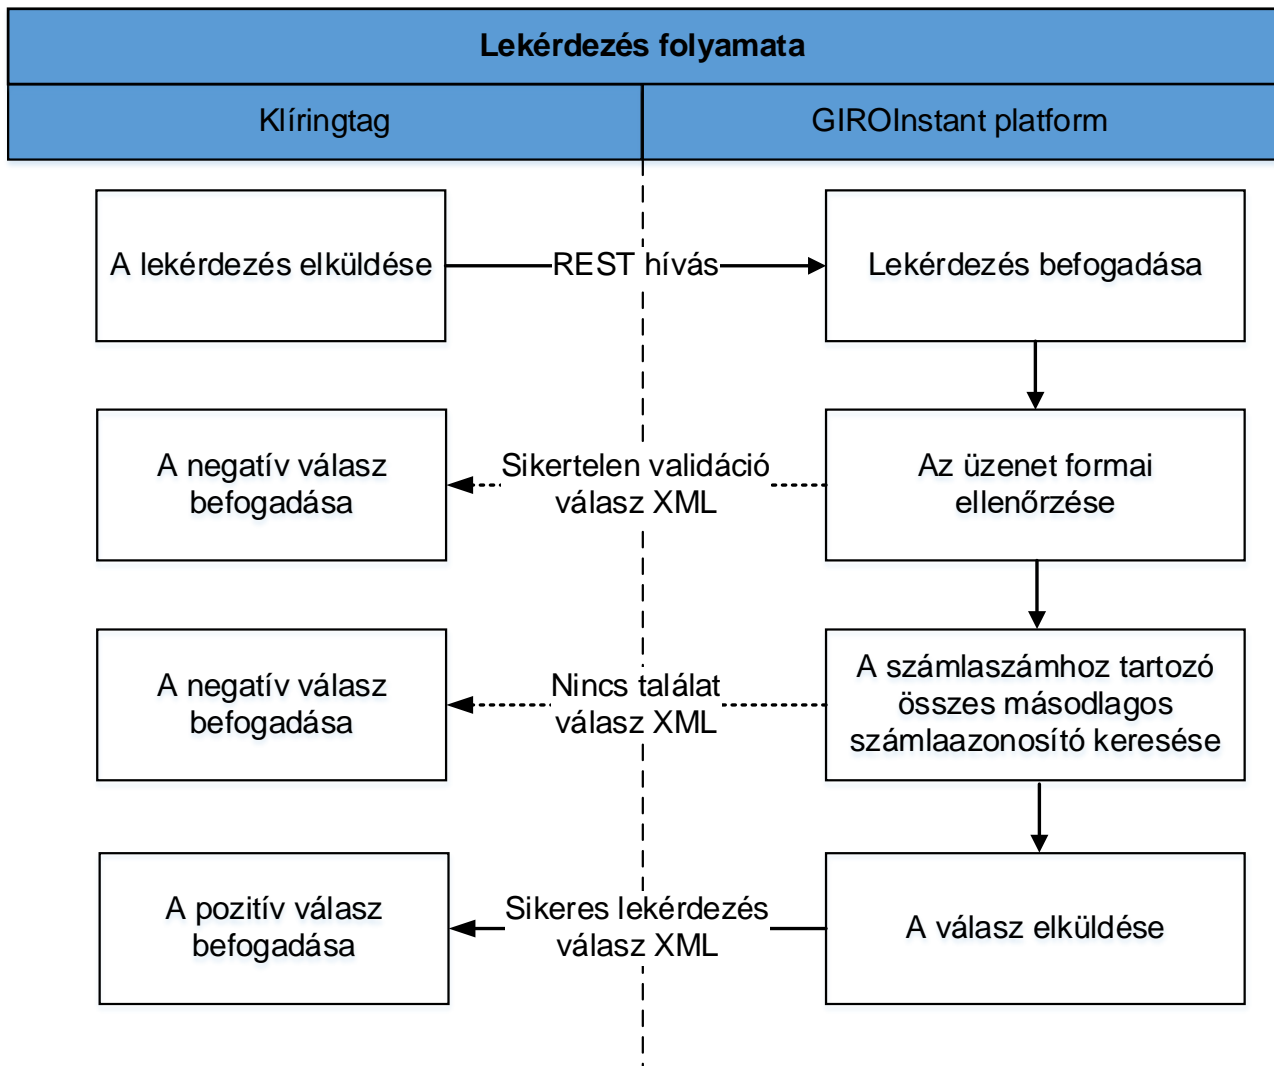 Lekérdezés folyamata
Klíringtag
GIROInstant platform
A lekérdezés elküldése
REST hívás
Lekérdezés befogadása
A negatív válasz
befogadása
Sikertelen validáció
válasz XML
Az üzenet formai
ellenőrzése
A negatív válasz
befogadása
Nincs találat
válasz XML
A számlaszámhoz tartozó
összes másodlagos
számlaazonosító keresése
A pozitív válasz
befogadása
Sikeres lekérdezés
válasz XML
A válasz elküldése